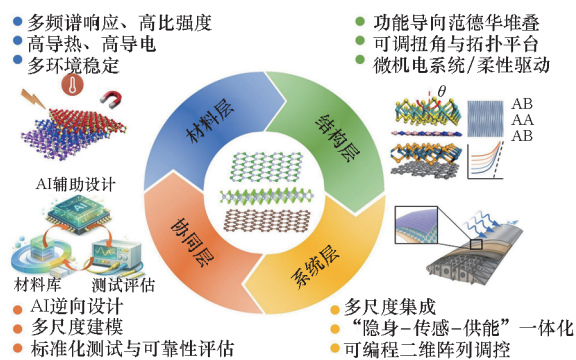 多频谱响应、高比强度
高导热、高导电
多环境稳定
功能导向范德华堆叠
可调扭角与拓扑平台
微机电系统/柔性驱动
材料层
结构层
θ
AB
AA
AB
AI辅助设计
材料库
测试评估
协同层
系统层
AI逆向设计
多尺度建模
标准化测试与可靠性评估
多尺度集成
“隐身-传感-供能”一体化
可编程二维阵列调控